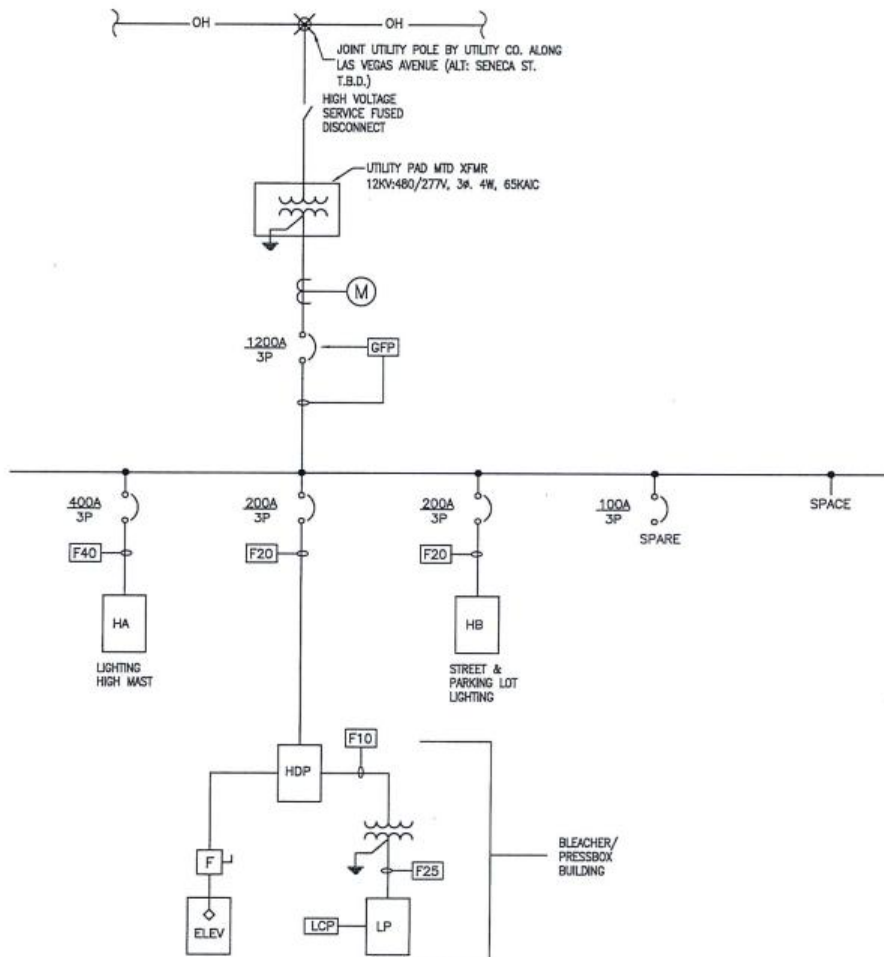 OH
OH
JOINT UTILITY POLE BY UTILITY CO. ALONG
LAS VEGAS AVENUE (ALT: SENECA ST.
T.B.D.)
HIGH VOLTAGE
SERVICE FUSED
DISCONNECT
UTILITY PAD MTD XFMR
12KV:480/277V, 3ø. 4W, 65KAIC
M
1200A
3P
GFP
400A
3P
200A
3P
200A
3P
100A
3P
SPARE
SPACE
F40
F20
F20
HA
HB
LIGHTING
HIGH MAST
STREET &
PARKING LOT
LIGHTING
F10
HDP
BLEACHER/
PRESSBOX
BUILDING
F
F25
ELEV
LCP
LP